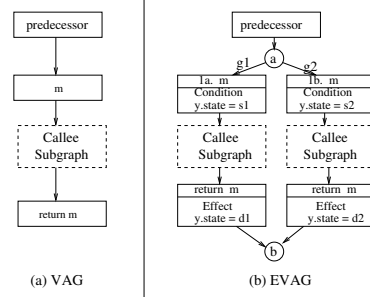 predecessor
m
Callee
Subgraph
return m
(a) VAG
predecessor
a
g1
g2
1a. m
Condition
y.state = s1
1b. m
Condition
y.state = s2
Callee
Subgraph
Callee
Subgraph
return m
Effect
y.state = d1
return m
Effect
y.state = d2
b
(b) EVAG